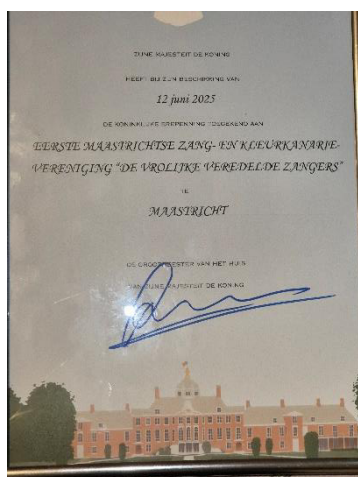 ZIJNE MAJESTEIT DE KONING
HEEFT BIJ ZIJN BESCHIKKING VAN
12 juni 2025
DE KONINKLIJKE EREPENNING TOEGEKEND AAN
EERSTE MAASTRICHTSE ZANG- EN KLEURKANARIE-
VERENIGING "DE VROLIJKE VEREDELDE ZANGERS"
TE
MAASTRICHT
DE GROOTMEESTER VAN HET HUIS
VAN ZIJNE MAJESTEIT DE KONING